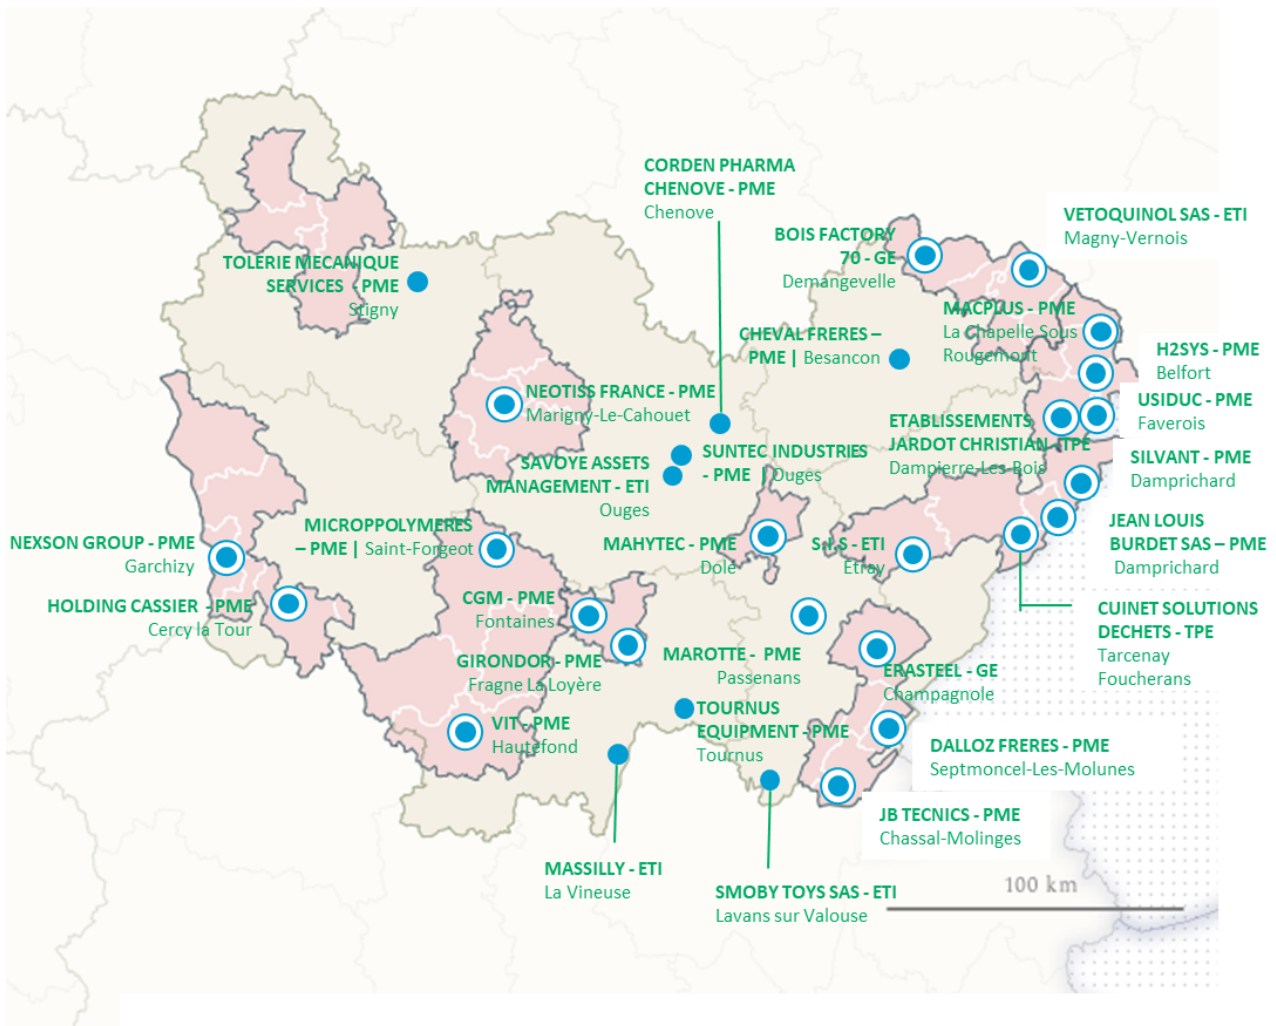 CORDEN PHARMA
CHENOVE - PME
Chenove
VETOQUINOL SAS - ETI
Magny-Vernois
BOIS FACTORY
70 - GE
Demangevelle
TOLERIE MECANIQUE
SERVICES - PME
Stigny
MACPLUS - PME
La Chapelle Sous
Rougemont
CHEVAL FRERES –
PME | Besancon
H2SYS - PME
Belfort
NEOTISS FRANCE - PME
Marigny-Le-Cahouet
USIDUC - PME
Faverois
ETABLISSEMENTS
JARDOT CHRISTIAN -TPE
Dampierre-Les-Bois
SUNTEC INDUSTRIES
- PME | Ouges
SAVOYE ASSETS
MANAGEMENT - ETI
Ouges
SILVANT - PME
Damprichard
MICROPPOLYMERES
– PME | Saint-Forgeot
JEAN LOUIS
BURDET SAS – PME
Damprichard
NEXSON GROUP - PME
Garchizy
MAHYTEC - PME
Dole
S.I.S - ETI
Etray
HOLDING CASSIER - PME
Cercy la Tour
CGM - PME
Fontaines
CUINET SOLUTIONS
DECHETS - TPE
Tarcenay
Foucherans
GIRONDOR - PME
Fragne La Loyère
MAROTTE - PME
Passenans
ERASTEEL - GE
Champagnole
VIT - PME
Hautefond
TOURNUS
EQUIPMENT - PME
Tournus
DALLOZ FRERES - PME
Septmoncel-Les-Molunes
JB TECNICS - PME
Chassal-Molinges
MASSILLY - ETI
La Vineuse
SMOBY TOYS SAS - ETI
Lavans sur Valouse
100 km